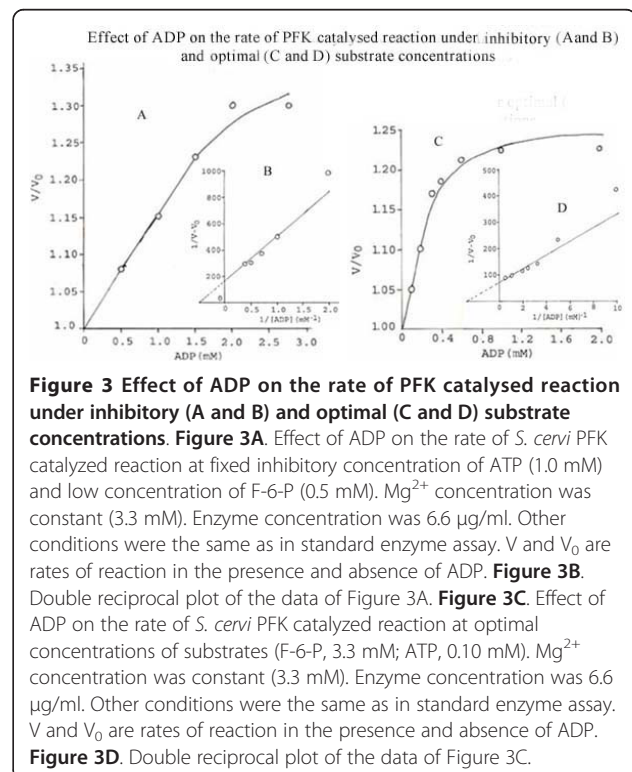 Effect of ADP on the rate of PFK catalysed reaction under inhibitory (Aand B)
and optimal (C and D) substrate concentrations
1.35
1.30
1.25
1.20
1.15
1.10
1.05
1.0
V/V₀
A
0.5 1.0 1.5 2.0 2.5 3.0
ADP(mM)
B
1000
800
600
400
200
0
1/V-V₀
0.5 1.0 1.5 2.0
1/[ADP](mM⁻¹)
1.25
1.20
1.15
1.10
1.05
1.00
V/V₀
C
0.4 0.8 1.2 1.6 2.0
ADP(mM)
D
500
400
300
200
100
1/V-V₀
0 2 4 6 8 10
1/[ADP](mM)⁻¹
Figure 3 Effect of ADP on the rate of PFK catalysed reaction
under inhibitory (A and B) and optimal (C and D) substrate
concentrations. Figure 3A. Effect of ADP on the rate of S. cervi PFK
catalyzed reaction at fixed inhibitory concentration of ATP (1.0 mM)
and low concentration of F-6-P (0.5 mM). Mg²⁺ concentration was
constant (3.3 mM). Enzyme concentration was 6.6 µg/ml. Other
conditions were the same as in standard enzyme assay. V and V₀ are
rates of reaction in the presence and absence of ADP. Figure 3B.
Double reciprocal plot of the data of Figure 3A. Figure 3C. Effect of
ADP on the rate of S. cervi PFK catalyzed reaction at optimal
concentrations of substrates (F-6-P, 3.3 mM; ATP, 0.10 mM). Mg²⁺
concentration was constant (3.3 mM). Enzyme concentration was 6.6
µg/ml. Other conditions were the same as in standard enzyme assay.
V and V₀ are rates of reaction in the presence and absence of ADP.
Figure 3D. Double reciprocal plot of the data of Figure 3C.